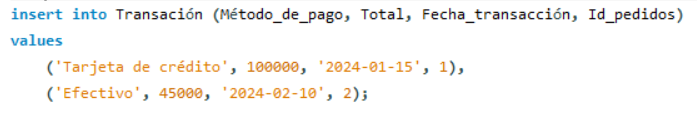 insert into Transación (Método_de_pago, Total, Fecha_transacción, Id_pedidos)
values
('Tarjeta de crédito', 100000, '2024-01-15', 1),
('Efectivo', 45000, '2024-02-10', 2);